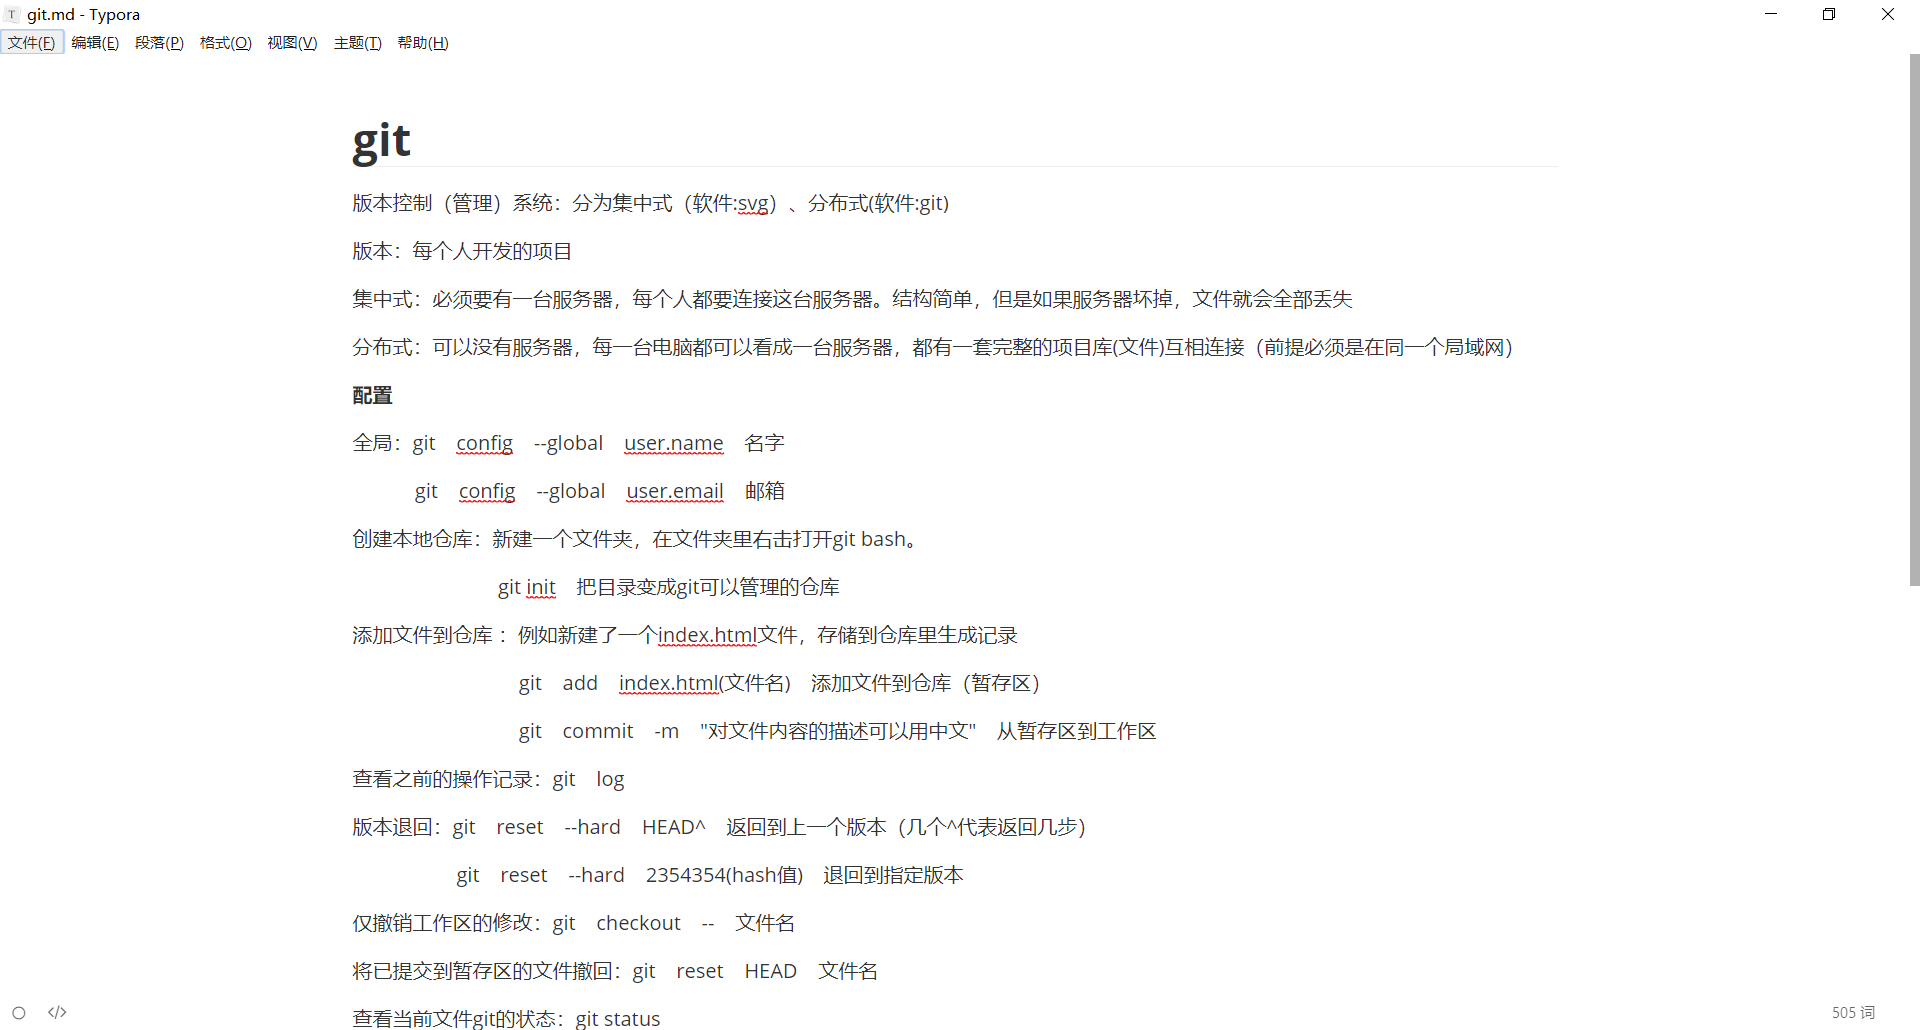 git.md - Typora
文件(F) 编辑(E) 段落(P) 格式(O) 视图(V) 主题(T) 帮助(H)
git
版本控制（管理）系统：分为集中式（软件:svg）、分布式(软件:git)
版本：每个人开发的项目
集中式：必须要有一台服务器，每个人都要连接这台服务器。结构简单，但是如果服务器坏掉，文件就会全部丢失
分布式：可以没有服务器，每一台电脑都可以看成一台服务器，都有一套完整的项目库(文件)互相连接（前提必须是在同一个局域网）
配置
全局：git config --global user.name 名字
git config --global user.email 邮箱
创建本地仓库：新建一个文件夹，在文件夹里右击打开git bash。
git init 把目录变成git可以管理的仓库
添加文件到仓库： 例如新建了一个index.html文件，存储到仓库里生成记录
git add index.html(文件名) 添加文件到仓库（暂存区）
git commit -m "对文件内容的描述可以用中文" 从暂存区到工作区
查看之前的操作记录：git log
版本退回：git reset --hard HEAD^ 返回到上一个版本（几个^代表返回几步）
git reset --hard 2354354(hash值) 退回到指定版本
仅撤销工作区的修改：git checkout -- 文件名
将已提交到暂存区的文件撤回：git reset HEAD 文件名
查看当前文件git的状态：git status
505 词